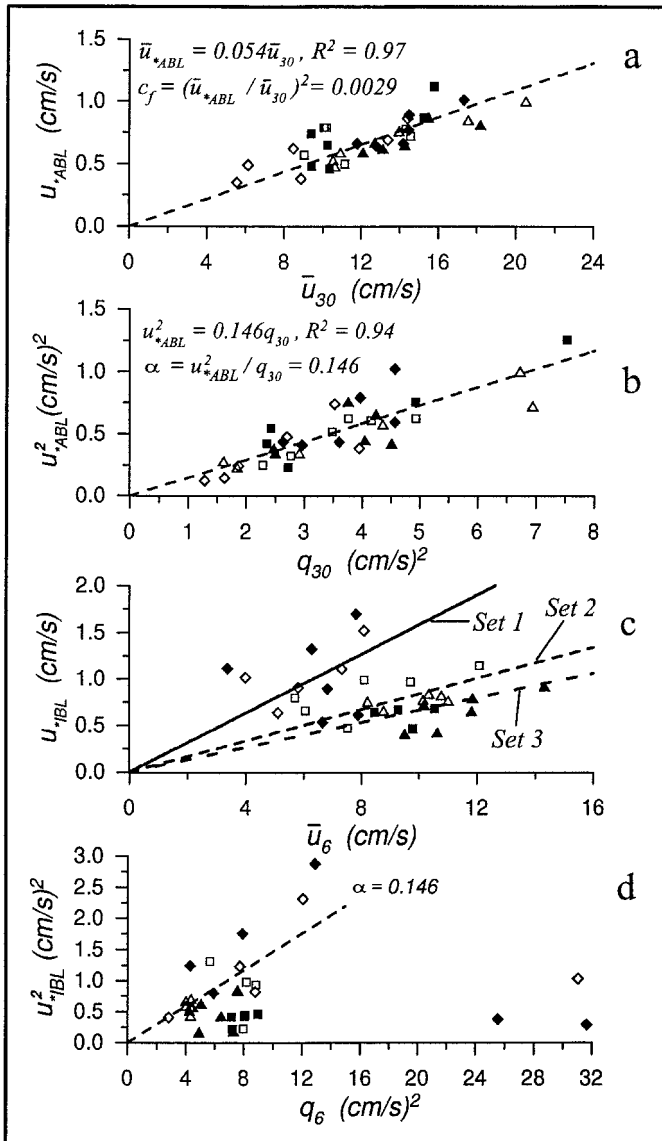 a
ū*ABL = 0.054ū30, R² = 0.97
cf = (ū*ABL / ū30)² = 0.0029
u*ABL (cm/s)
1.5
1.0
0.5
0.0
0 4 8 12 16 20 24
ū30 (cm/s)
b
u²*ABL = 0.146q30, R² = 0.94
α = u²*ABL / q30 = 0.146
u²*ABL (cm/s)²
1.5
1.0
0.5
0.0
0 1 2 3 4 5 6 7 8
q30 (cm/s)²
c
u*IBL (cm/s)
2.0
1.5
1.0
0.5
0.0
Set 1
Set 2
Set 3
0 4 8 12 16
ū6 (cm/s)
d
u²*IBL (cm/s)²
3.0
2.5
2.0
1.5
1.0
0.5
0.0
α = 0.146
0 4 8 12 16 20 24 28 32
q6 (cm/s)²